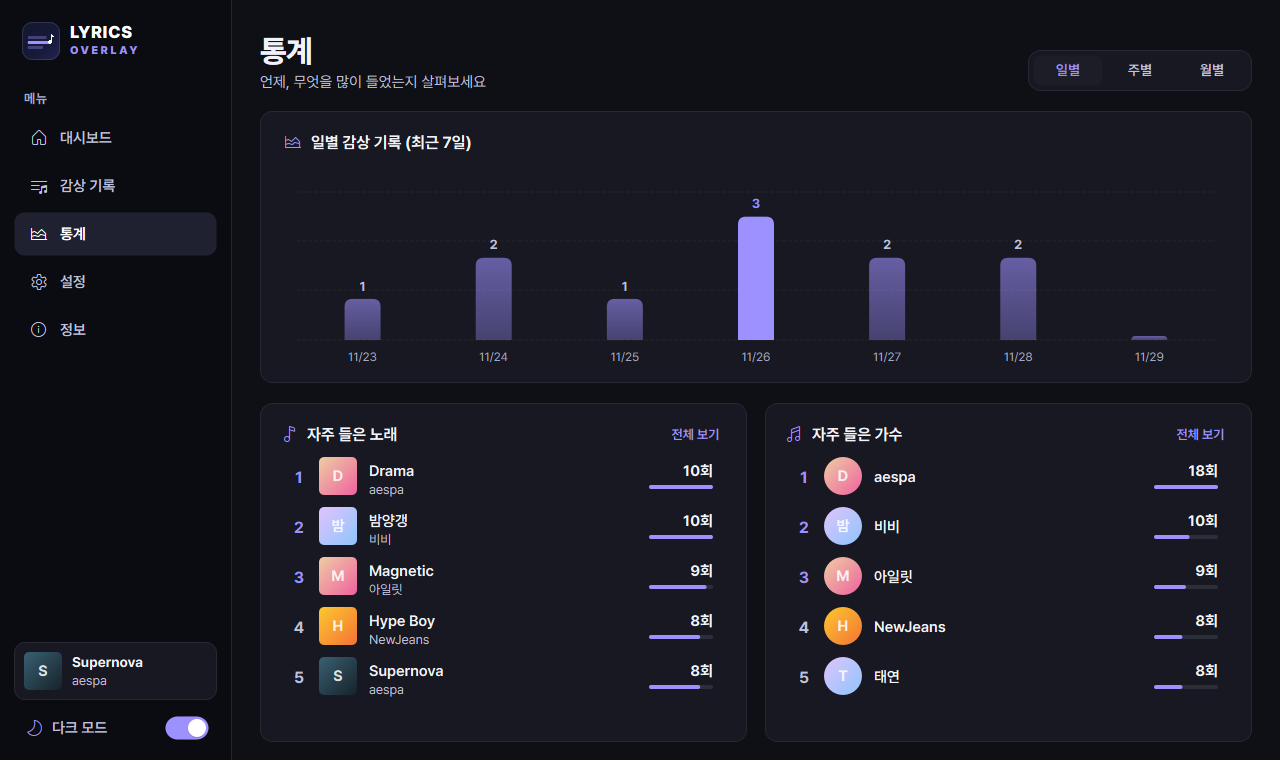 LYRICS
OVERLAY
메뉴
대시보드
감상 기록
통계
설정
정보
S
Supernova
aespa
다크 모드
통계
언제, 무엇을 많이 들었는지 살펴보세요
일별 주별 월별
일별 감상 기록 (최근 7일)
1 2 1 3 2 2
11/23 11/24 11/25 11/26 11/27 11/28 11/29
자주 들은 노래 전체 보기
1 D Drama 10회
aespa
2 밤 밤양갱 10회
비비
3 M Magnetic 9회
아일릿
4 H Hype Boy 8회
NewJeans
5 S Supernova 8회
aespa
자주 들은 가수 전체 보기
1 D aespa 18회
2 밤 비비 10회
3 M 아일릿 9회
4 H NewJeans 8회
5 T 태연 8회